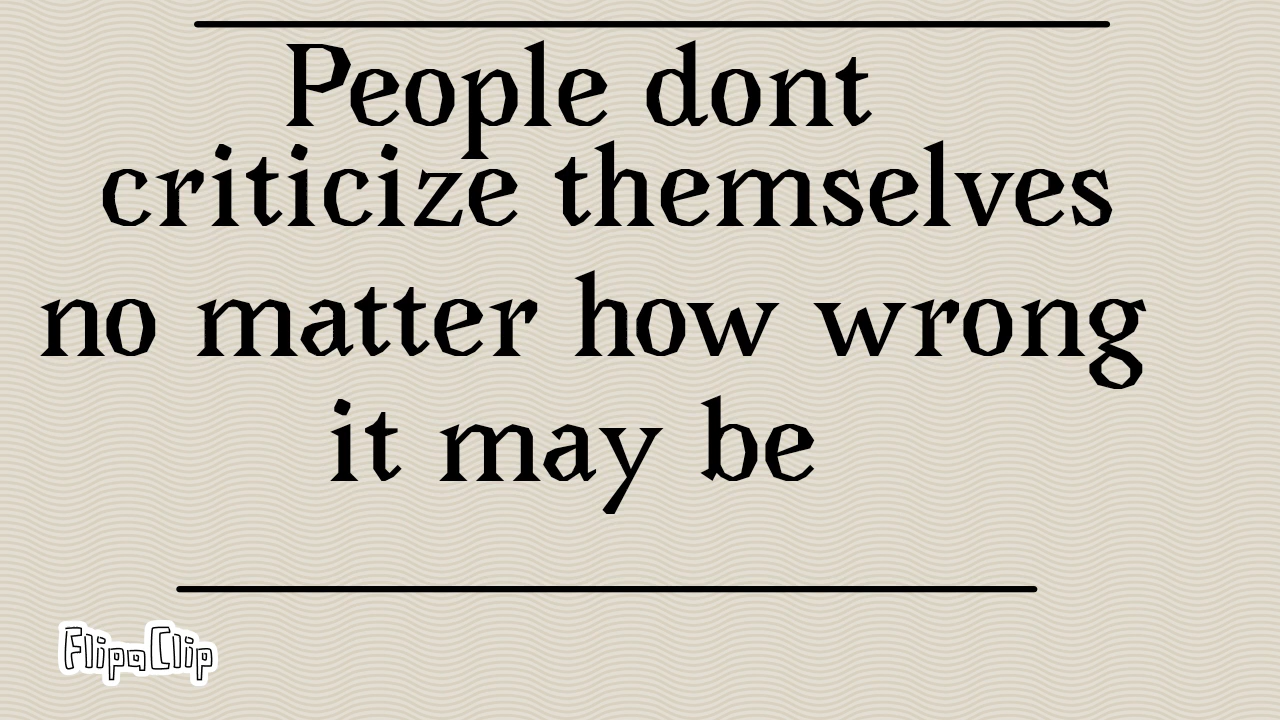 People dont
criticize themselves
no matter how wrong
it may be
FlipaClip